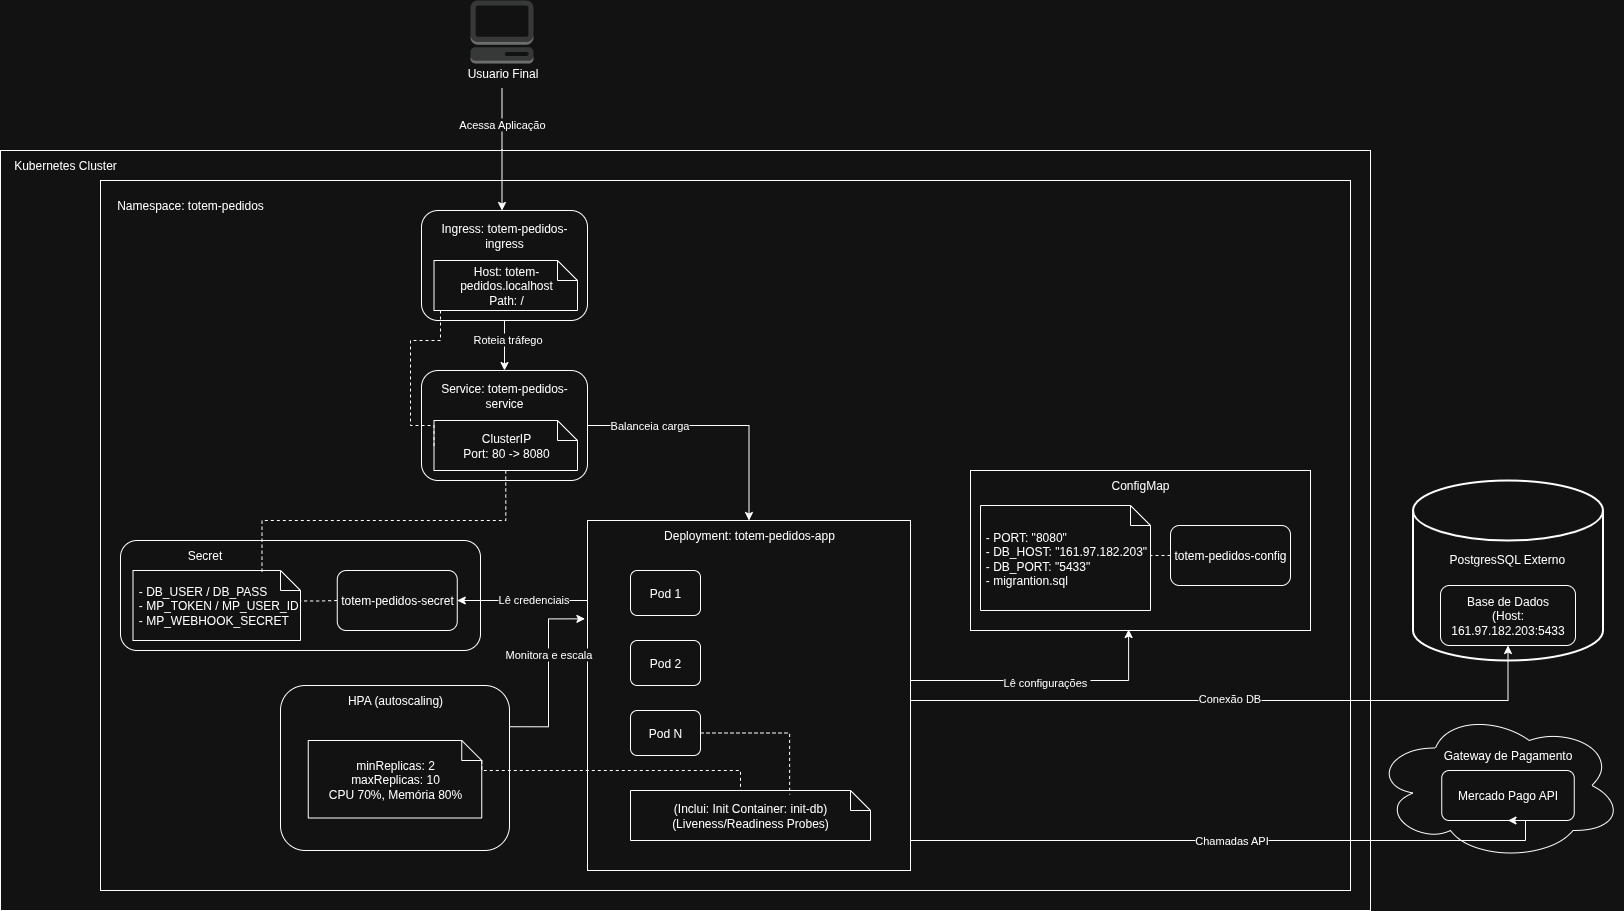 Usuario Final
Acessa Aplicação
Kubernetes Cluster
Namespace: totem-pedidos
Ingress: totem-pedidos-
ingress
Host: totem-
pedidos.localhost
Path: /
Roteia tráfego
Service: totem-pedidos-
service
ClusterIP
Port: 80 -> 8080
Balanceia carga
Secret
- DB_USER / DB_PASS
- MP_TOKEN / MP_USER_ID
- MP_WEBHOOK_SECRET
totem-pedidos-secret
Lê credenciais
Monitora e escala
HPA (autoscaling)
minReplicas: 2
maxReplicas: 10
CPU 70%, Memória 80%
Deployment: totem-pedidos-app
Pod 1
Pod 2
Pod N
(Inclui: Init Container: init-db)
(Liveness/Readiness Probes)
ConfigMap
- PORT: "8080"
- DB_HOST: "161.97.182.203"
- DB_PORT: "5433"
- migrantion.sql
totem-pedidos-config
Lê configurações
Conexão DB
Chamadas API
PostgresSQL Externo
Base de Dados
(Host:
161.97.182.203:5433
Gateway de Pagamento
Mercado Pago API